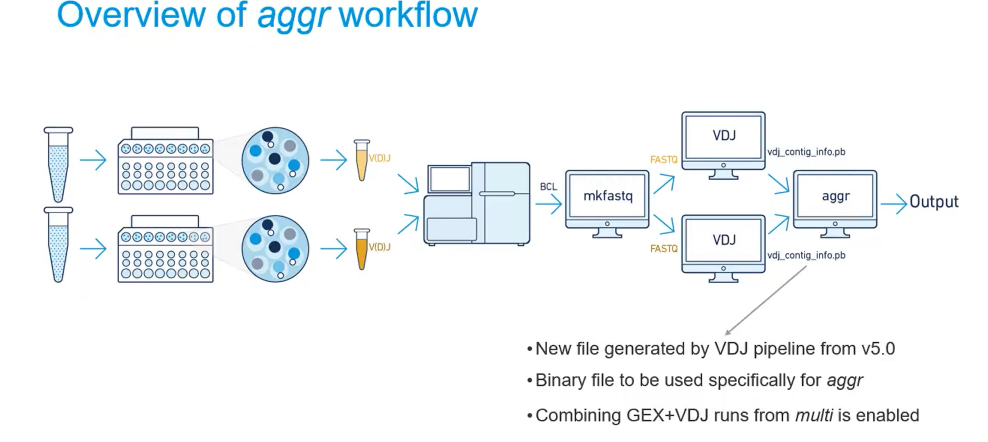 Overview of aggr workflow
V(D)J
V(D)J
BCL
mkfastq
FASTQ
FASTQ
VDJ
vdj_contig_info.pb
VDJ
vdj_contig_info.pb
aggr
Output
• New file generated by VDJ pipeline from v5.0
• Binary file to be used specifically for aggr
• Combining GEX+VDJ runs from multi is enabled